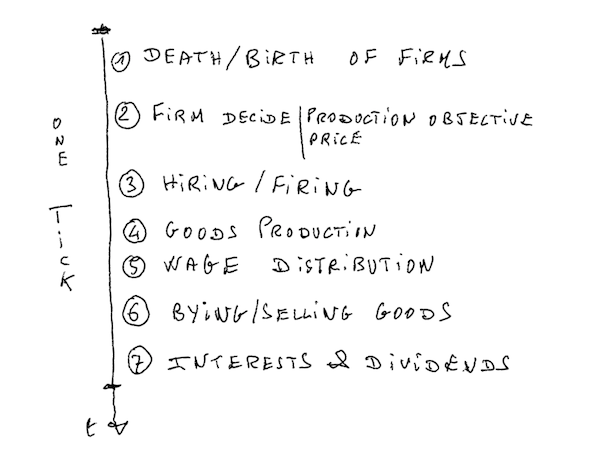 ① DEATH/BIRTH OF FIRMS
② FIRM DECIDE | PRODUCTION OBJECTIVE
PRICE
③ HIRING / FIRING
④ GOODS PRODUCTION
⑤ WAGE DISTRIBUTION
⑥ BYING/SELLING GOODS
⑦ INTERESTS & DIVIDENDS
ONE TICK
t